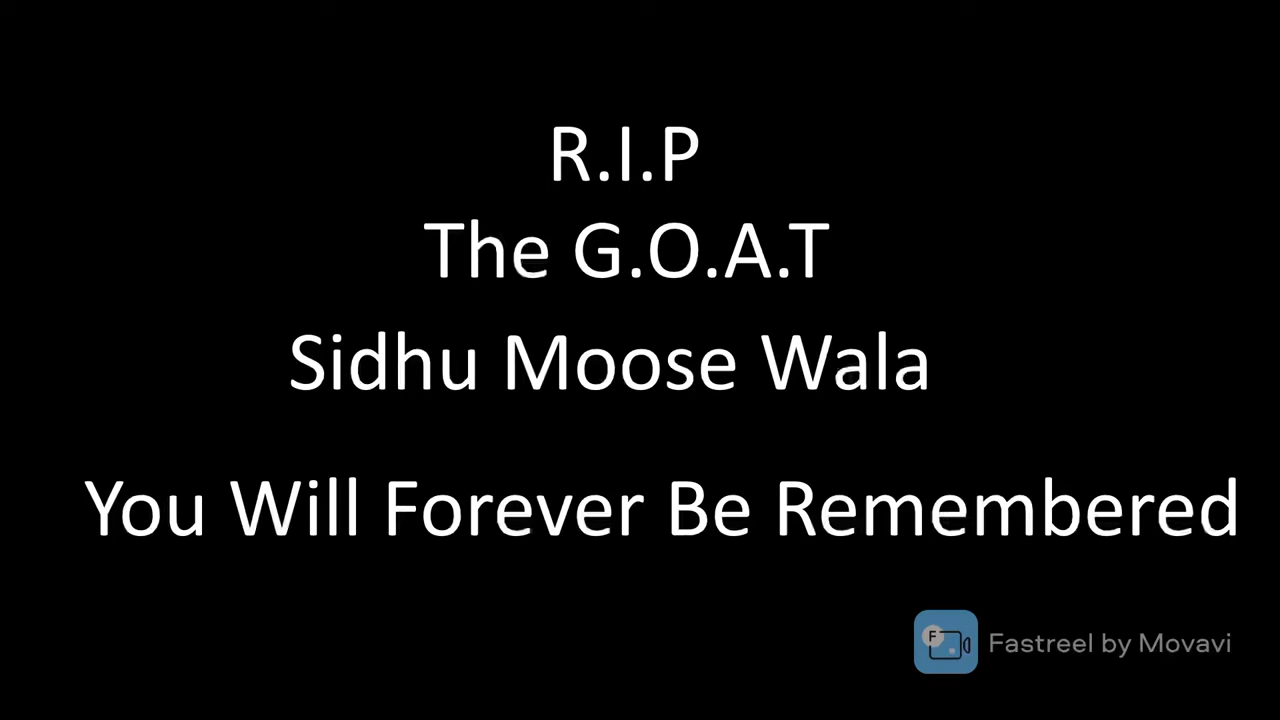 R.I.P
The G.O.A.T
Sidhu Moose Wala
You Will Forever Be Remembered
F
Fastreel by Movavi